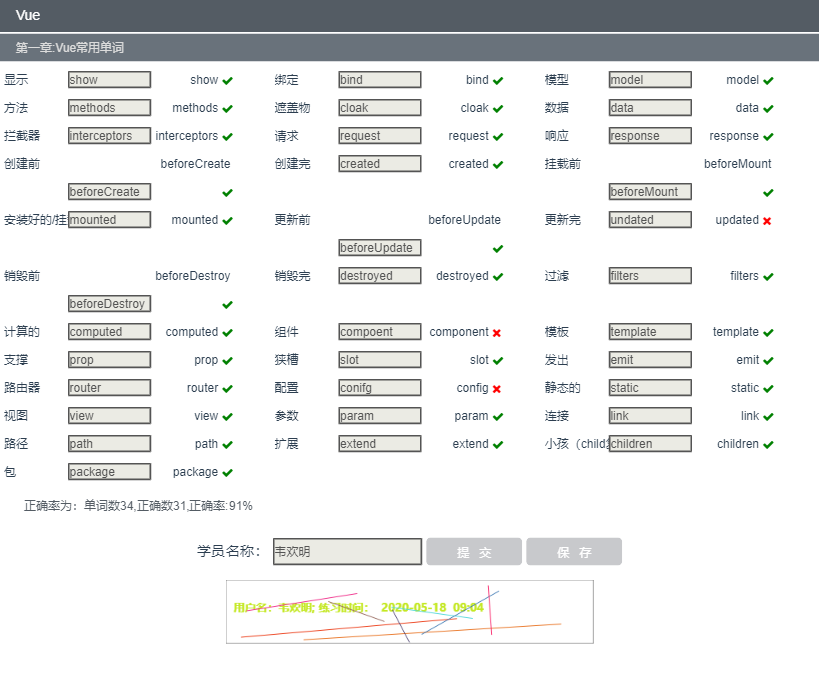 Vue
第一章:Vue常用单词
显示 show show 绑定 bind bind 模型 model model
方法 methods methods 遮盖物 cloak cloak 数据 data data
拦截器 interceptors interceptors 请求 request request 响应 response response
创建前 beforeCreate 创建完 created created 挂载前 beforeMount
beforeCreate beforeMount
安装好的/挂 mounted mounted 更新前 beforeUpdate 更新完 undated updated
beforeUpdate
销毁前 beforeDestroy 销毁完 destroyed destroyed 过滤 filters filters
beforeDestroy
计算的 computed computed 组件 compoent component 模板 template template
支撑 prop prop 狭槽 slot slot 发出 emit emit
路由器 router router 配置 conifg config 静态的 static static
视图 view view 参数 param param 连接 link link
路径 path path 扩展 extend extend 小孩（child children children
包 package package
正确率为：单词数34,正确数31,正确率:91%
学员名称： 韦欢明 提 交 保 存
用户名：韦欢明; 练习时间： 2020-05-18 09:04